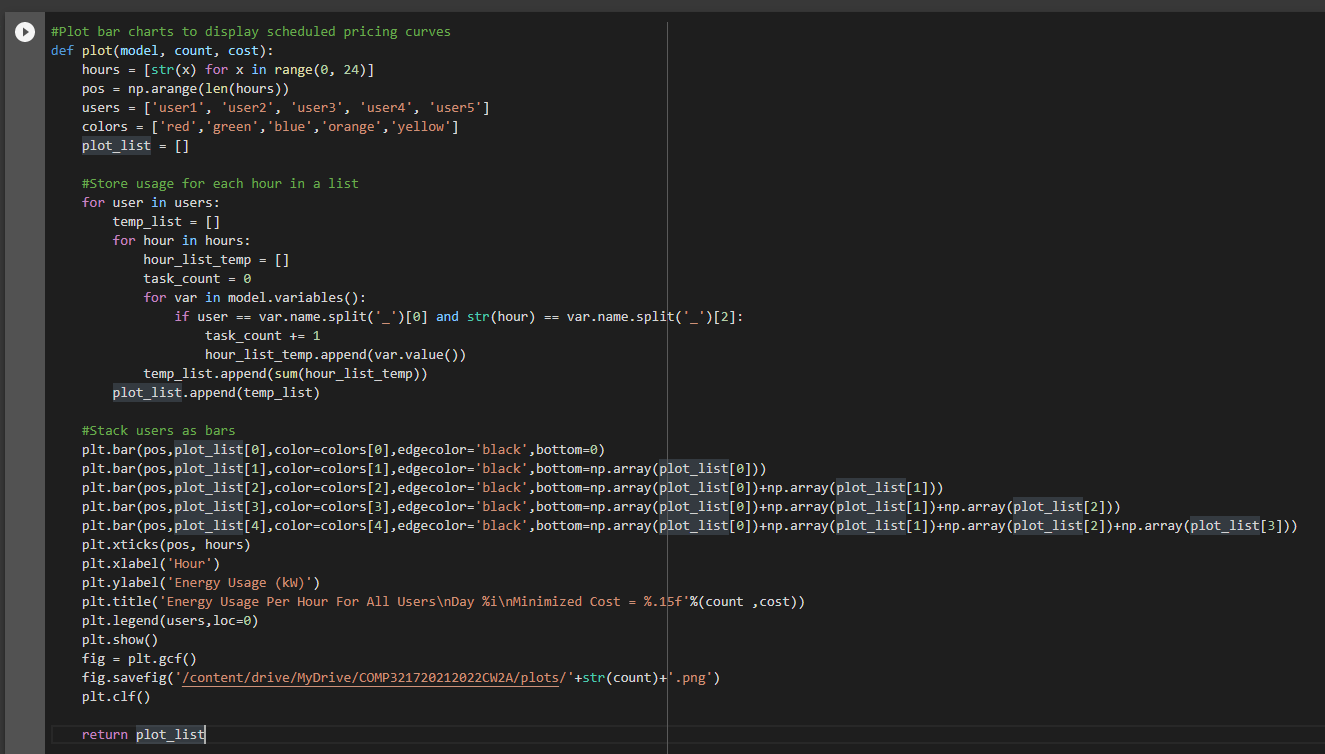 #Plot bar charts to display scheduled pricing curves
def plot(model, count, cost):
    hours = [str(x) for x in range(0, 24)]
    pos = np.arange(len(hours))
    users = ['user1', 'user2', 'user3', 'user4', 'user5']
    colors = ['red','green','blue','orange','yellow']
    plot_list = []

    #Store usage for each hour in a list
    for user in users:
        temp_list = []
        for hour in hours:
            hour_list_temp = []
            task_count = 0
            for var in model.variables():
                if user == var.name.split('_')[0] and str(hour) == var.name.split('_')[2]:
                    task_count += 1
                    hour_list_temp.append(var.value())
            temp_list.append(sum(hour_list_temp))
        plot_list.append(temp_list)

    #Stack users as bars
    plt.bar(pos,plot_list[0],color=colors[0],edgecolor='black',bottom=0)
    plt.bar(pos,plot_list[1],color=colors[1],edgecolor='black',bottom=np.array(plot_list[0]))
    plt.bar(pos,plot_list[2],color=colors[2],edgecolor='black',bottom=np.array(plot_list[0])+np.array(plot_list[1]))
    plt.bar(pos,plot_list[3],color=colors[3],edgecolor='black',bottom=np.array(plot_list[0])+np.array(plot_list[1])+np.array(plot_list[2]))
    plt.bar(pos,plot_list[4],color=colors[4],edgecolor='black',bottom=np.array(plot_list[0])+np.array(plot_list[1])+np.array(plot_list[2])+np.array(plot_list[3]))
    plt.xticks(pos, hours)
    plt.xlabel('Hour')
    plt.ylabel('Energy Usage (kW)')
    plt.title('Energy Usage Per Hour For All Users\nDay %i\nMinimized Cost = %.15f'%(count ,cost))
    plt.legend(users,loc=0)
    plt.show()
    fig = plt.gcf()
    fig.savefig('/content/drive/MyDrive/COMP321720212022CW2A/plots/'+str(count)+'.png')
    plt.clf()

    return plot_list